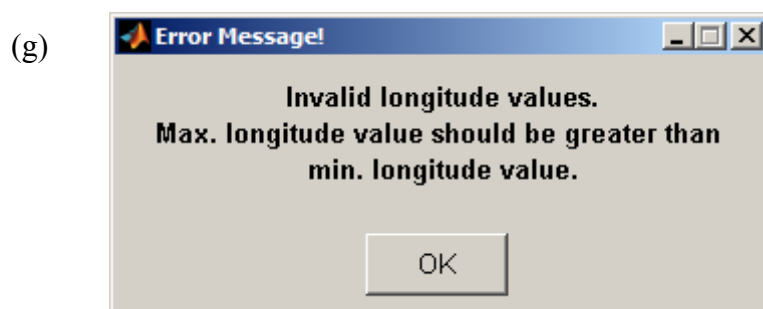 (g)
Error Message!
Invalid longitude values.
Max. longitude value should be greater than
min. longitude value.
OK